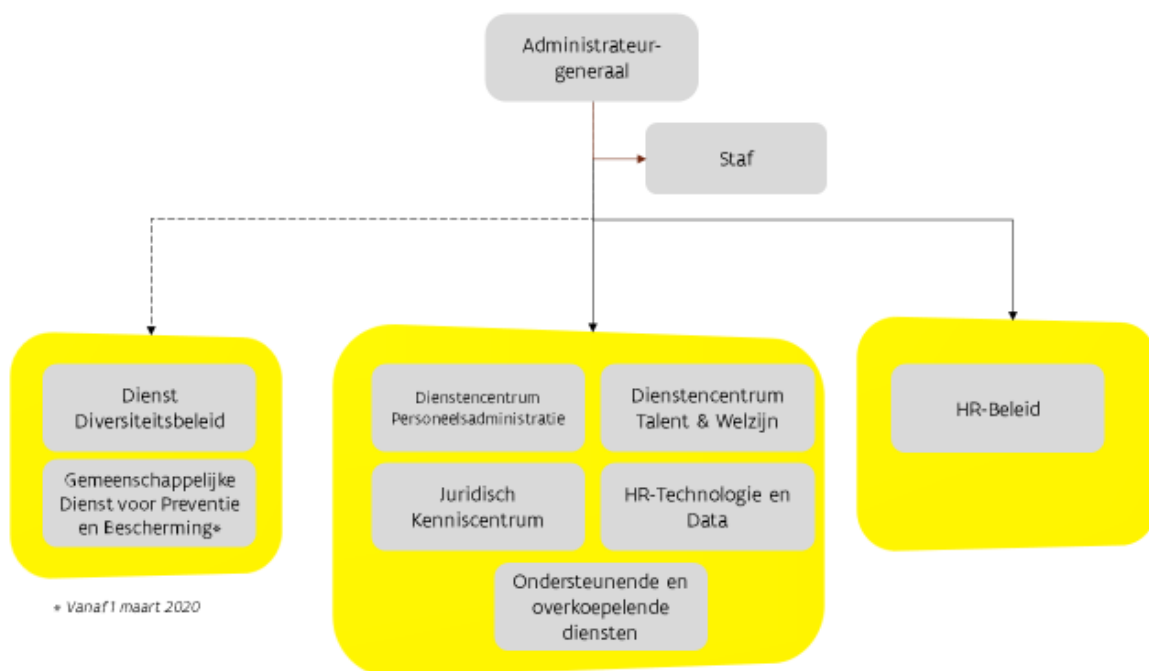 Administrateur-
generaal
Staf
Dienst
Diversiteitsbeleid
Gemeenschappelijke
Dienst voor Preventie
en Bescherming*
* Vanaf 1 maart 2020
Dienstencentrum
Personeelsadministratie
Dienstencentrum
Talent & Welzijn
Juridisch
Kenniscentrum
HR-Technologie en
Data
Ondersteunende en
overkoepelende
diensten
HR-Beleid